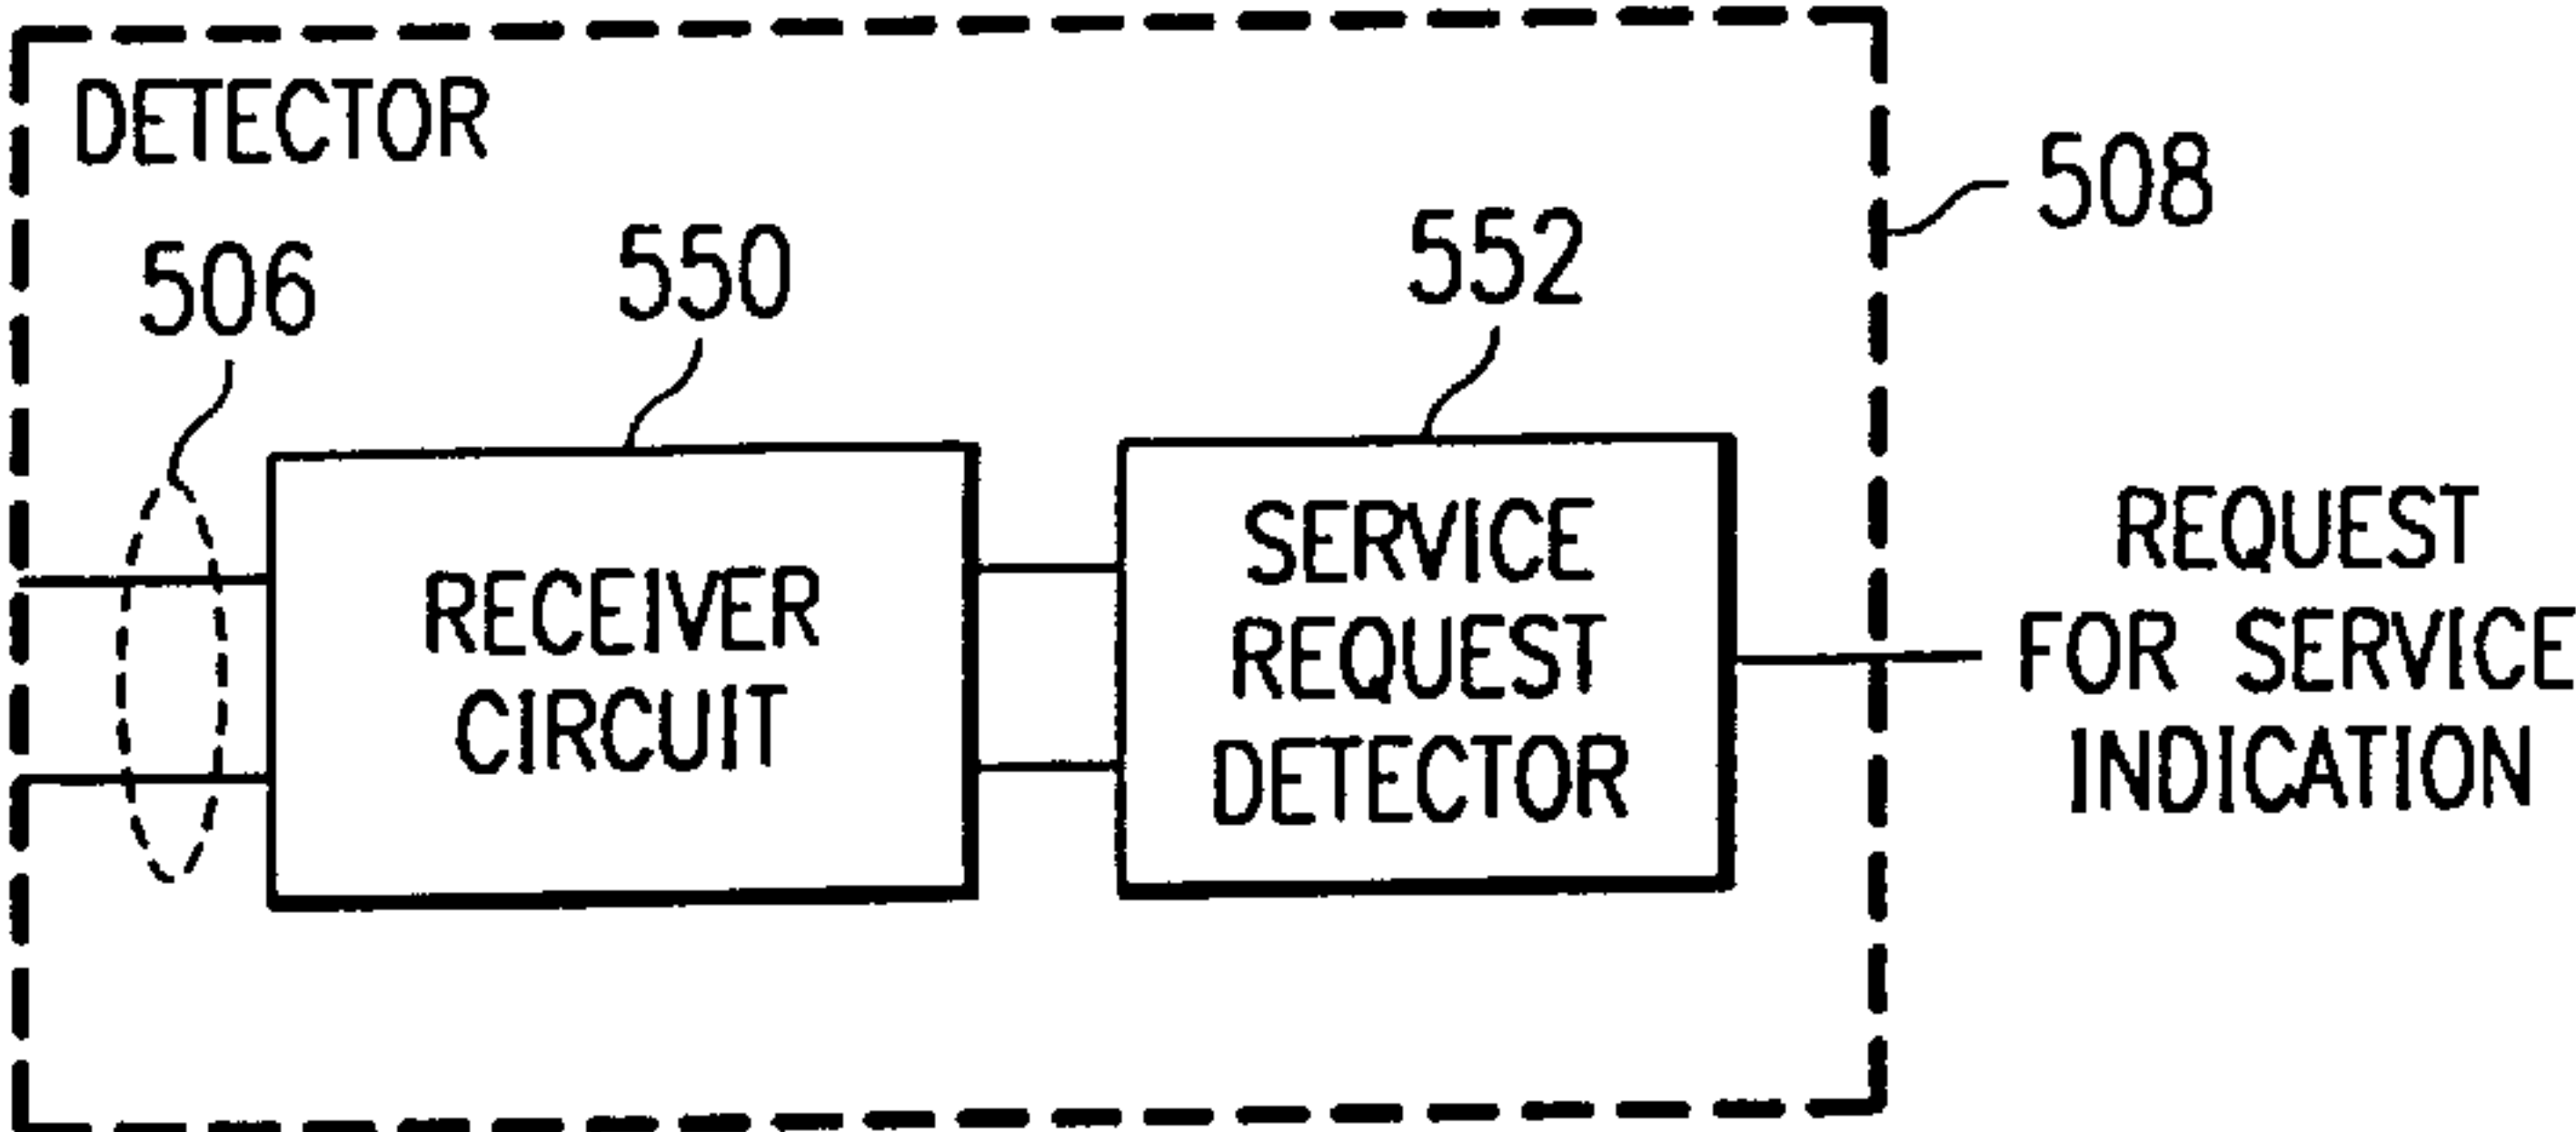 DETECTOR
508
506
550
552
RECEIVER
CIRCUIT
SERVICE
REQUEST
DETECTOR
REQUEST
FOR SERVICE
INDICATION